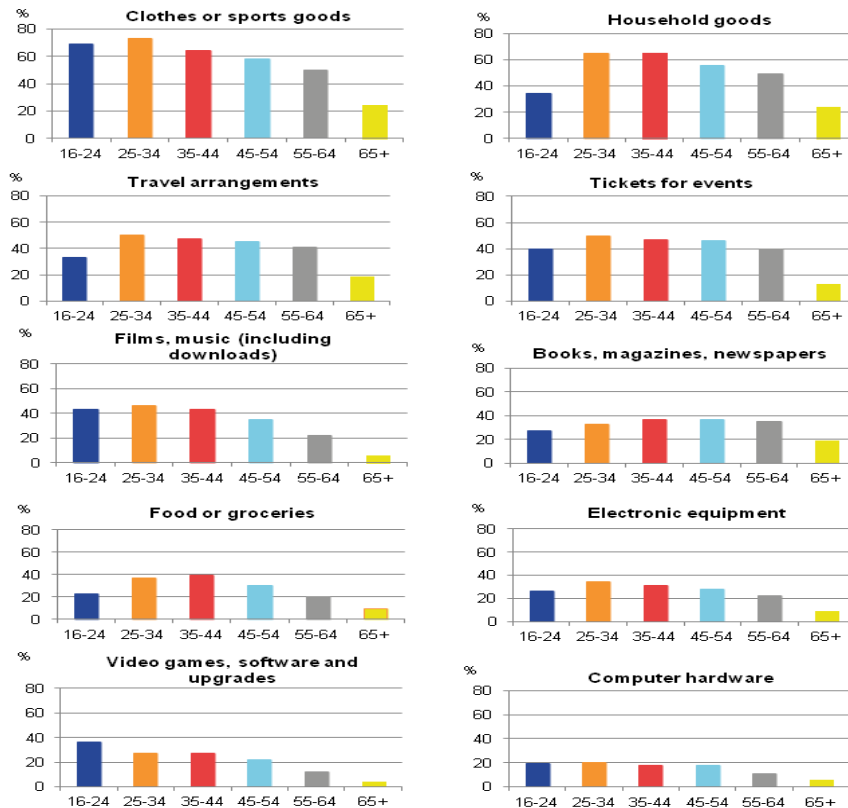 %
Clothes or sports goods
80
60
40
20
0
16-24 25-34 35-44 45-54 55-64 65+
%
Household goods
80
60
40
20
0
16-24 25-34 35-44 45-54 55-64 65+
%
Travel arrangements
80
60
40
20
0
16-24 25-34 35-44 45-54 55-64 65+
%
Tickets for events
80
60
40
20
0
16-24 25-34 35-44 45-54 55-64 65+
%
Films, music (including
downloads)
80
60
40
20
0
16-24 25-34 35-44 45-54 55-64 65+
%
Books, magazines, newspapers
80
60
40
20
0
16-24 25-34 35-44 45-54 55-64 65+
%
Food or groceries
80
60
40
20
0
16-24 25-34 35-44 45-54 55-64 65+
%
Electronic equipment
80
60
40
20
0
16-24 25-34 35-44 45-54 55-64 65+
%
Video games, software and
upgrades
80
60
40
20
0
16-24 25-34 35-44 45-54 55-64 65+
%
Computer hardware
80
60
40
20
0
16-24 25-34 35-44 45-54 55-64 65+